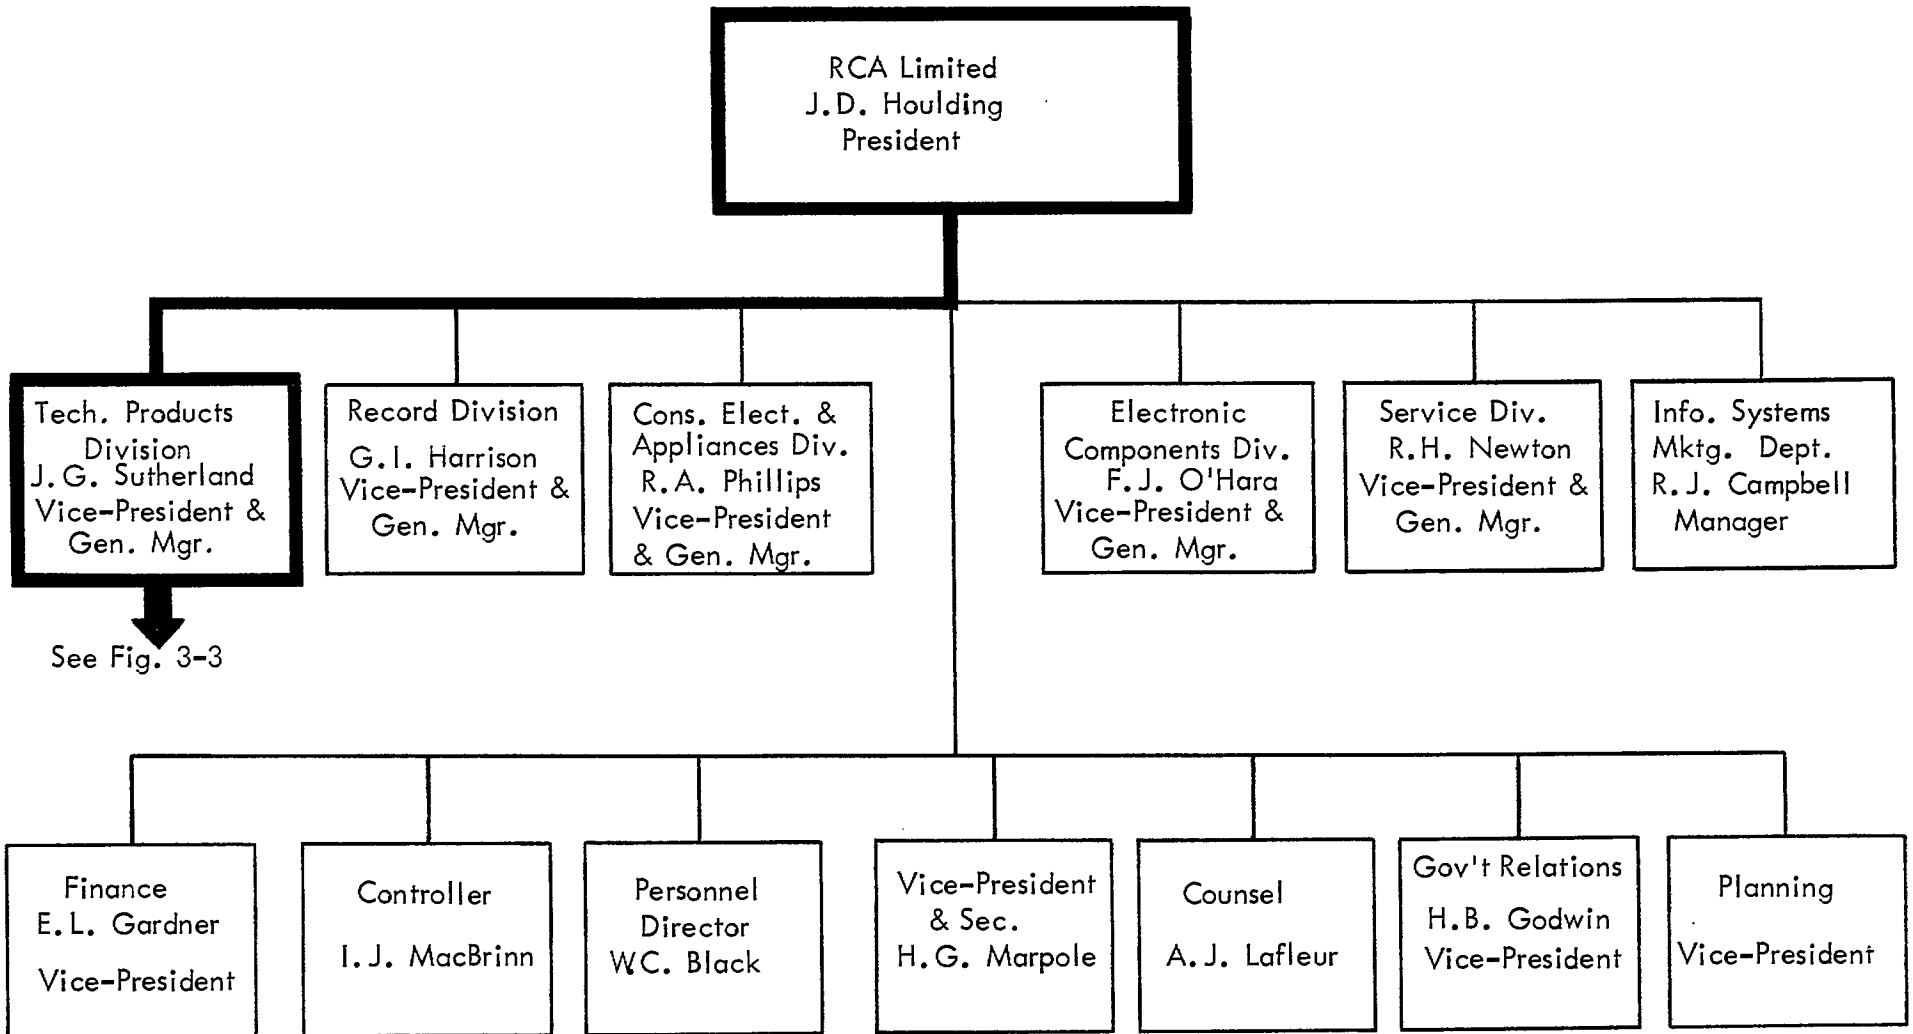 RCA Limited
J.D. Houlding
President
Tech. Products
Division
J.G. Sutherland
Vice-President &
Gen. Mgr.
Record Division
G.I. Harrison
Vice-President &
Gen. Mgr.
Cons. Elect. &
Appliances Div.
R.A. Phillips
Vice-President
& Gen. Mgr.
Electronic
Components Div.
F.J. O'Hara
Vice-President &
Gen. Mgr.
Service Div.
R.H. Newton
Vice-President &
Gen. Mgr.
Info. Systems
Mktg. Dept.
R.J. Campbell
Manager
See Fig. 3-3
Finance
E.L. Gardner
Vice-President
Controller
I.J. MacBrinn
Personnel
Director
W.C. Black
Vice-President
& Sec.
H.G. Marpole
Counsel
A.J. Lafleur
Gov't Relations
H.B. Godwin
Vice-President
Planning
Vice-President